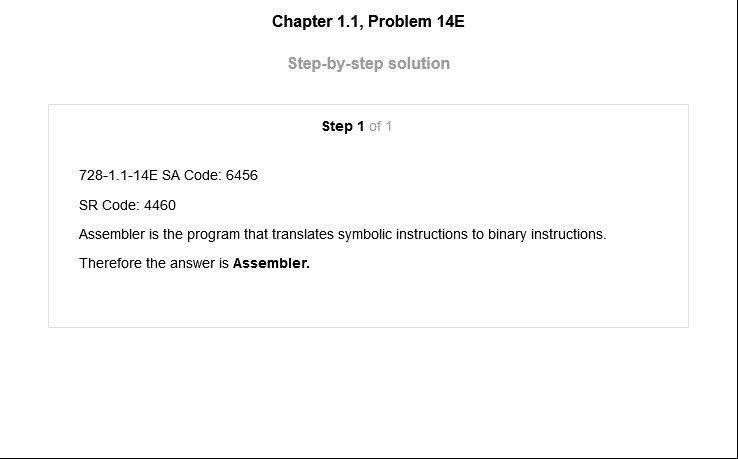 Chapter 1.1, Problem 14E
Step-by-step solution
Step 1 of 1
728-1.1-14E SA Code: 6456
SR Code: 4460
Assembler is the program that translates symbolic instructions to binary instructions.
Therefore the answer is Assembler.